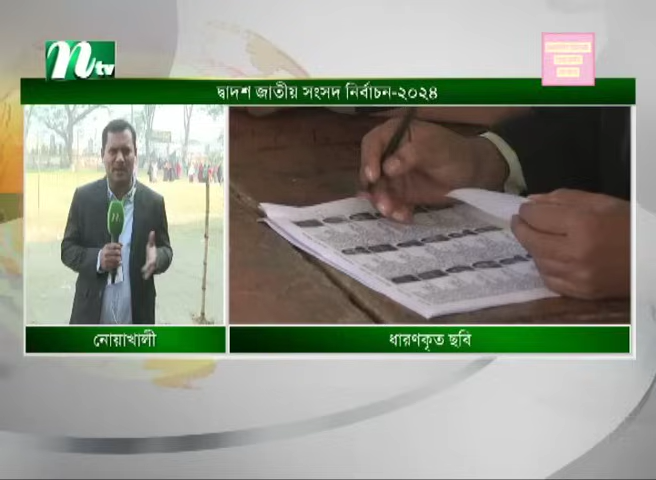 ntv
দ্বাদশ জাতীয় সংসদ নির্বাচন-২০২৪
নোয়াখালী
ধারণকৃত ছবি